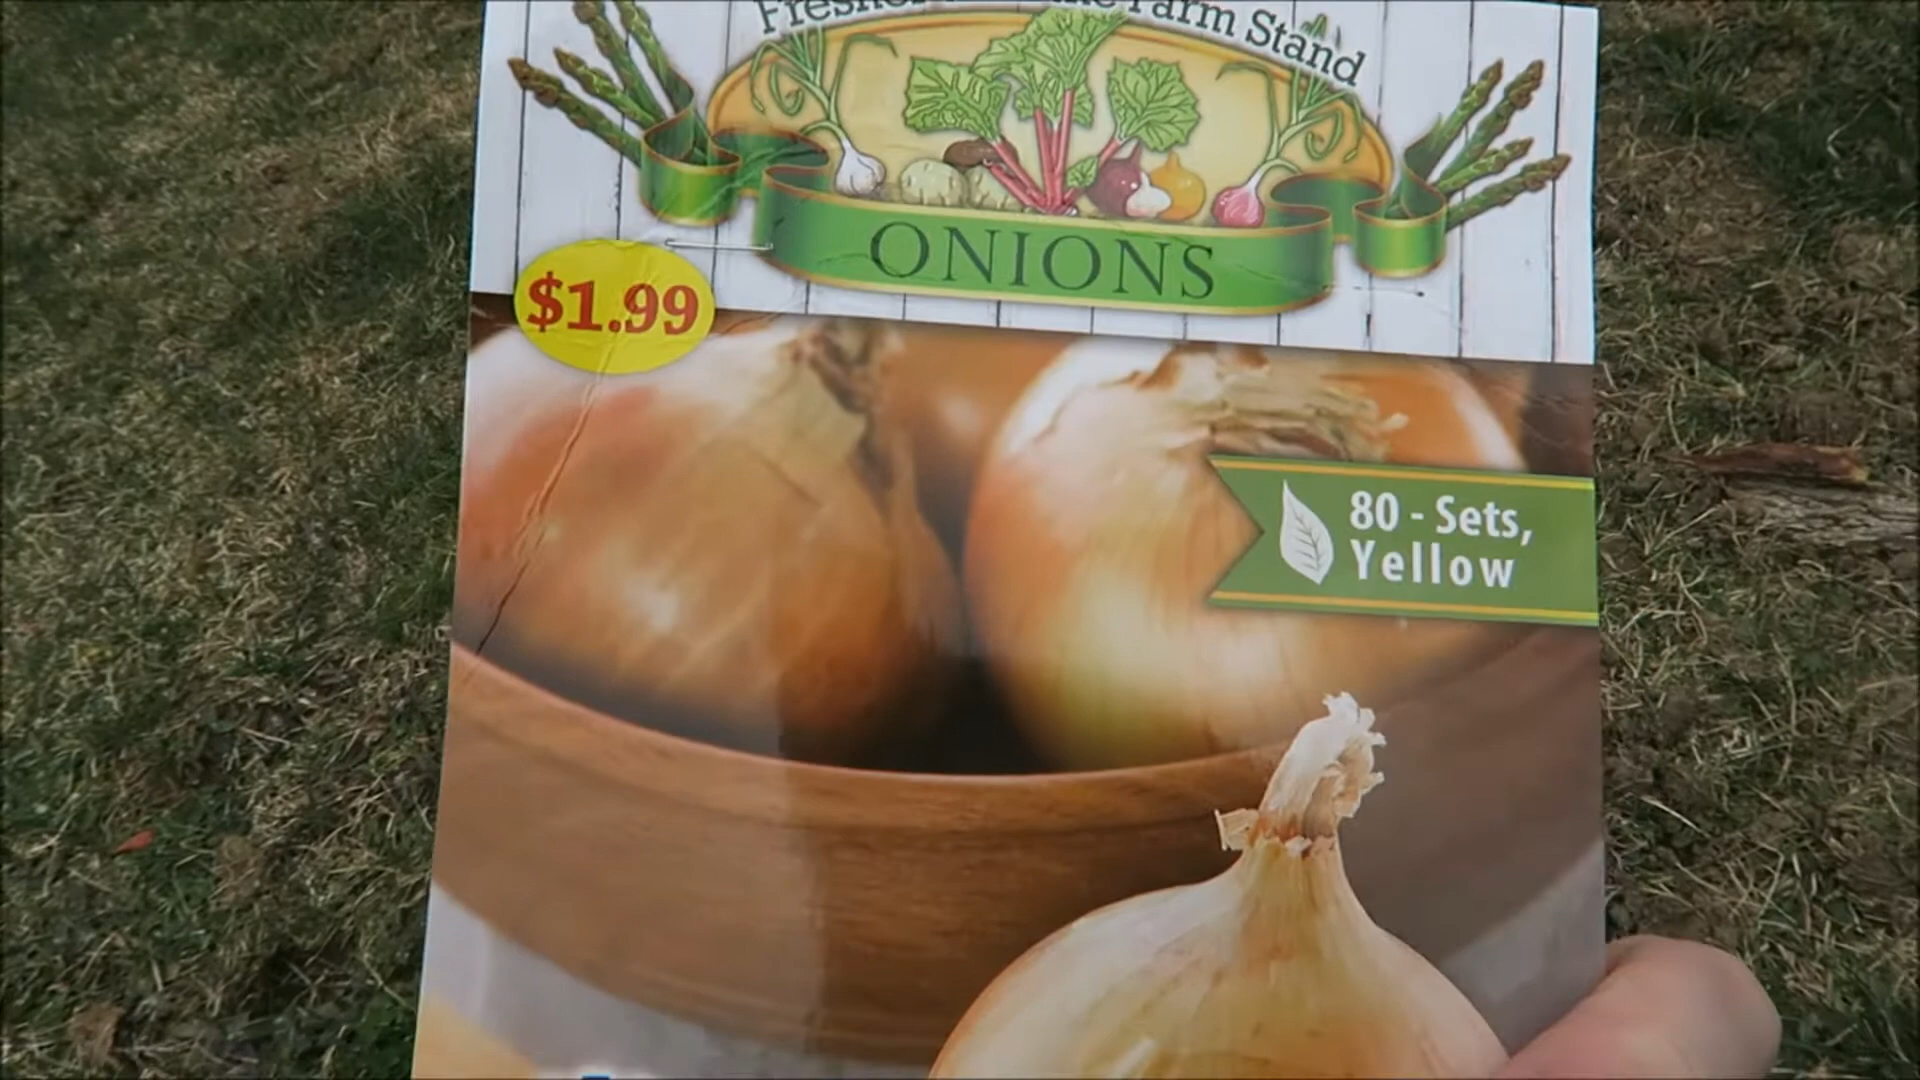 Farm Stand
ONIONS
$1.99
80 - Sets,
Yellow